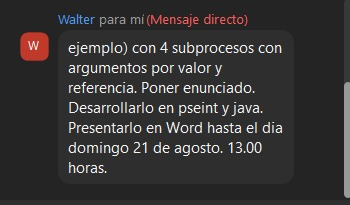 Walter para mí (Mensaje directo)
W
ejemplo) con 4 subprocesos con
argumentos por valor y
referencia. Poner enunciado.
Desarrollarlo en pseint y java.
Presentarlo en Word hasta el dia
domingo 21 de agosto. 13.00
horas.